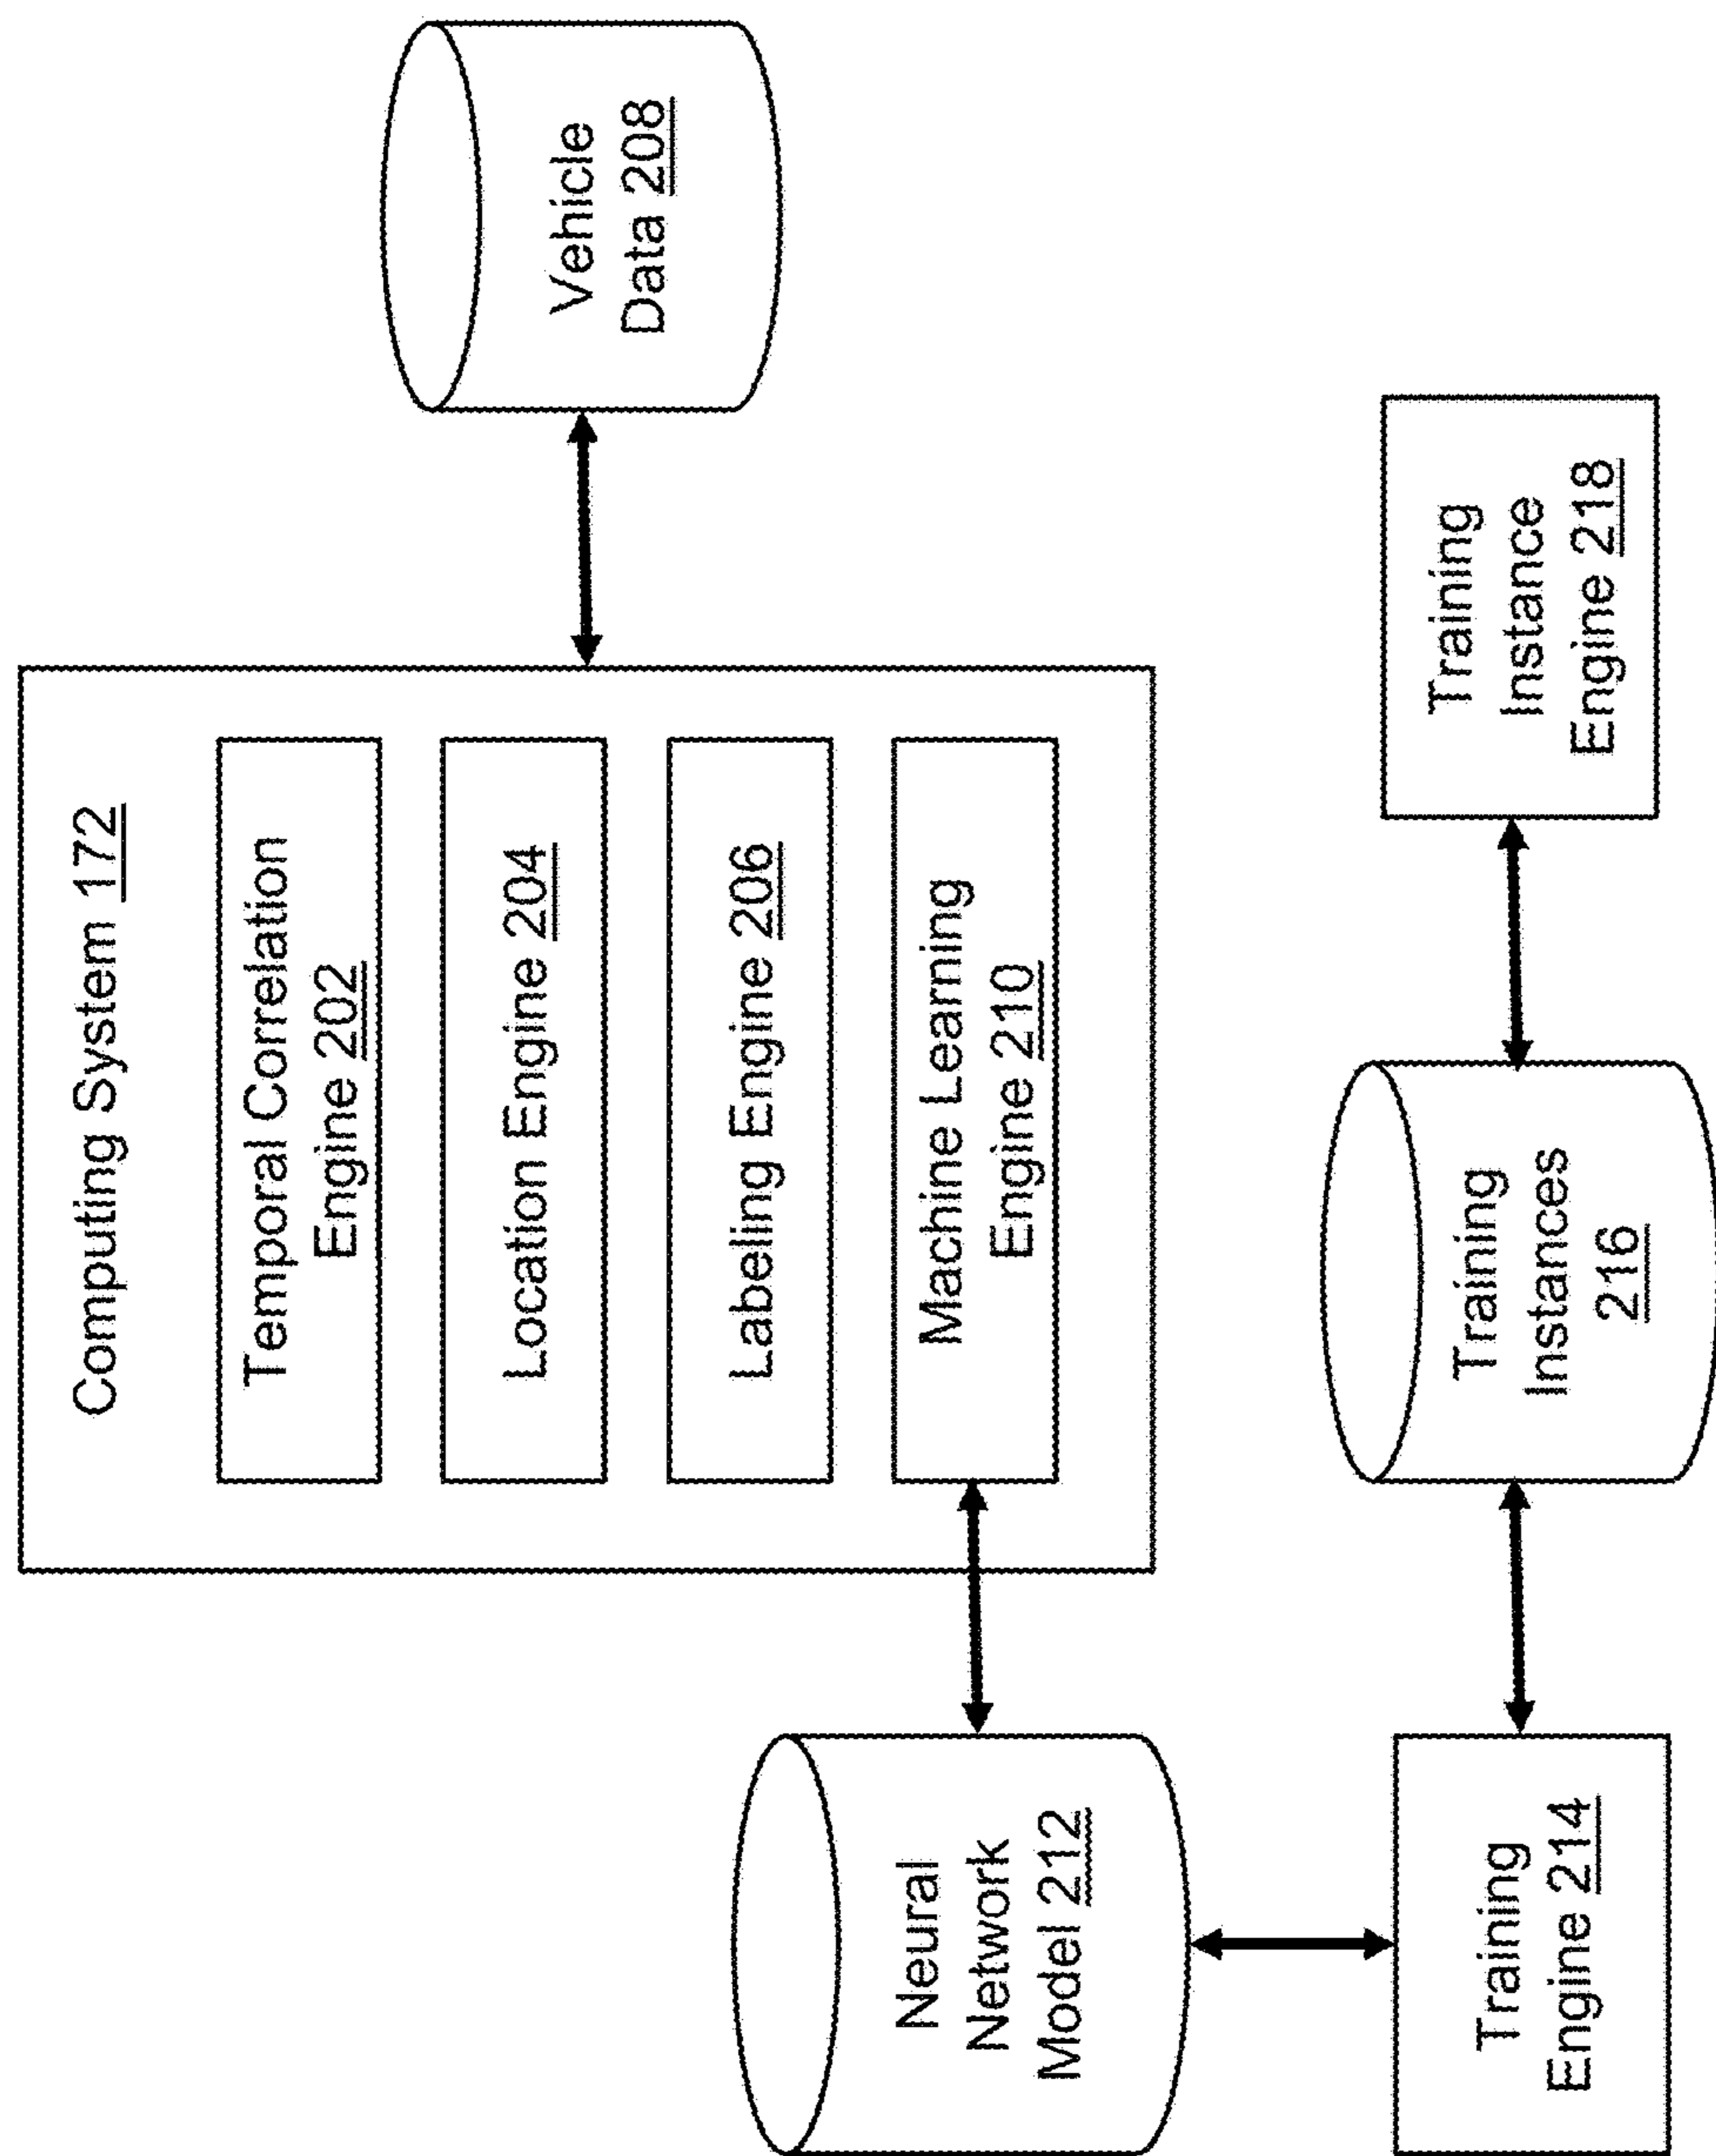 Computing System 172
Temporal Correlation
Engine 202
Location Engine 204
Labeling Engine 206
Machine Learning
Engine 210
Vehicle
Data 208
Neural
Network
Model 212
Training
Engine 214
Training
Instances
216
Training
Instance
Engine 218